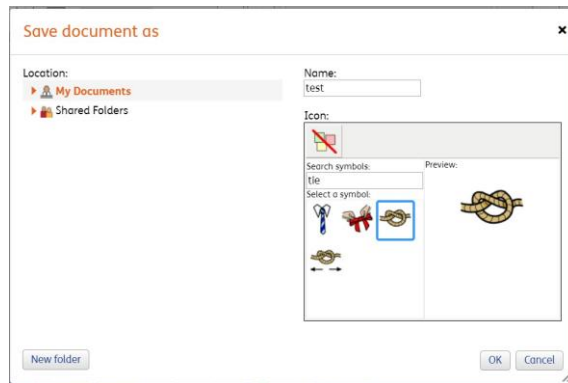 Save document as
Location:
My Documents
Shared Folders
Name:
test
Icon:
Search symbols:
tie
Select a symbol:
Preview:
New folder
OK
Cancel